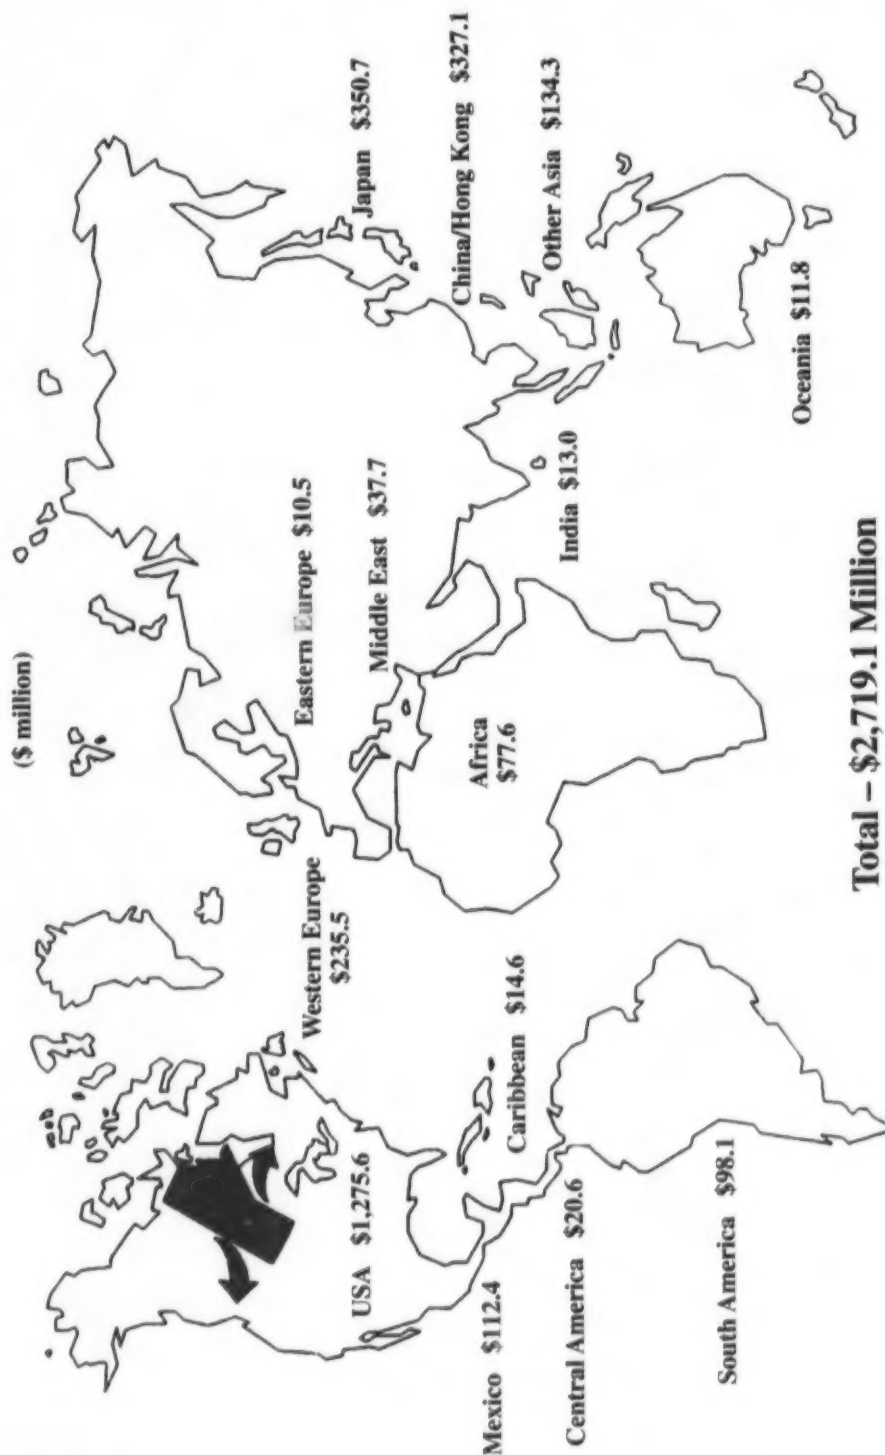 ($ million)
Western Europe
$235.5
Eastern Europe $10.5
Japan $350.7
USA $1,275.6
Middle East $37.7
China/Hong Kong $327.1
Mexico $112.4
Caribbean $14.6
Africa
$77.6
Other Asia $134.3
Central America $20.6
India $13.0
South America $98.1
Oceania $11.8
Total – $2,719.1 Million